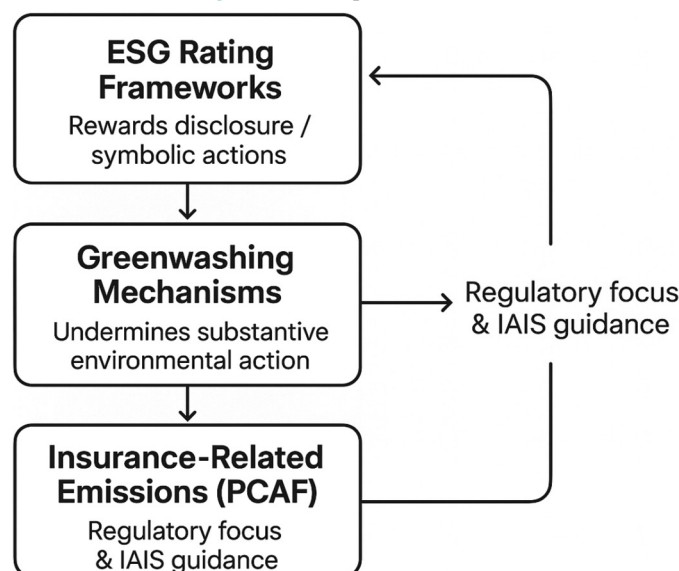 ESG Rating
Frameworks
Rewards disclosure /
symbolic actions
Greenwashing
Mechanisms
Undermines substantive
environmental action
Regulatory focus
& IAIS guidance
Insurance-Related
Emissions (PCAF)
Regulatory focus
& IAIS guidance